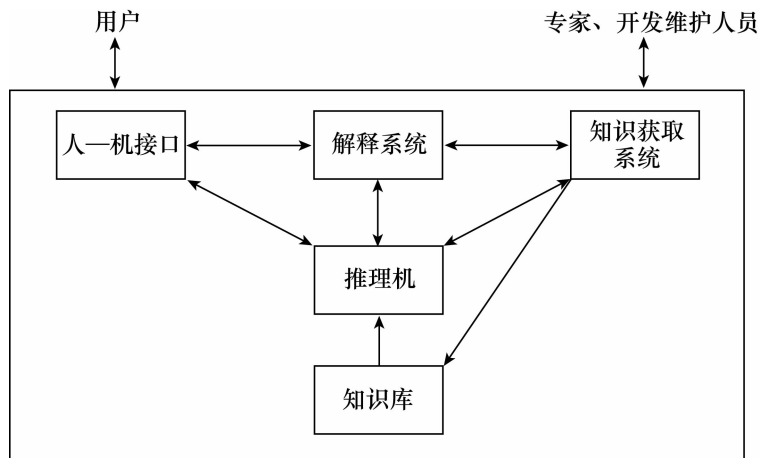 用户
专家、开发维护人员
人—机接口
解释系统
知识获取
系统
推理机
知识库